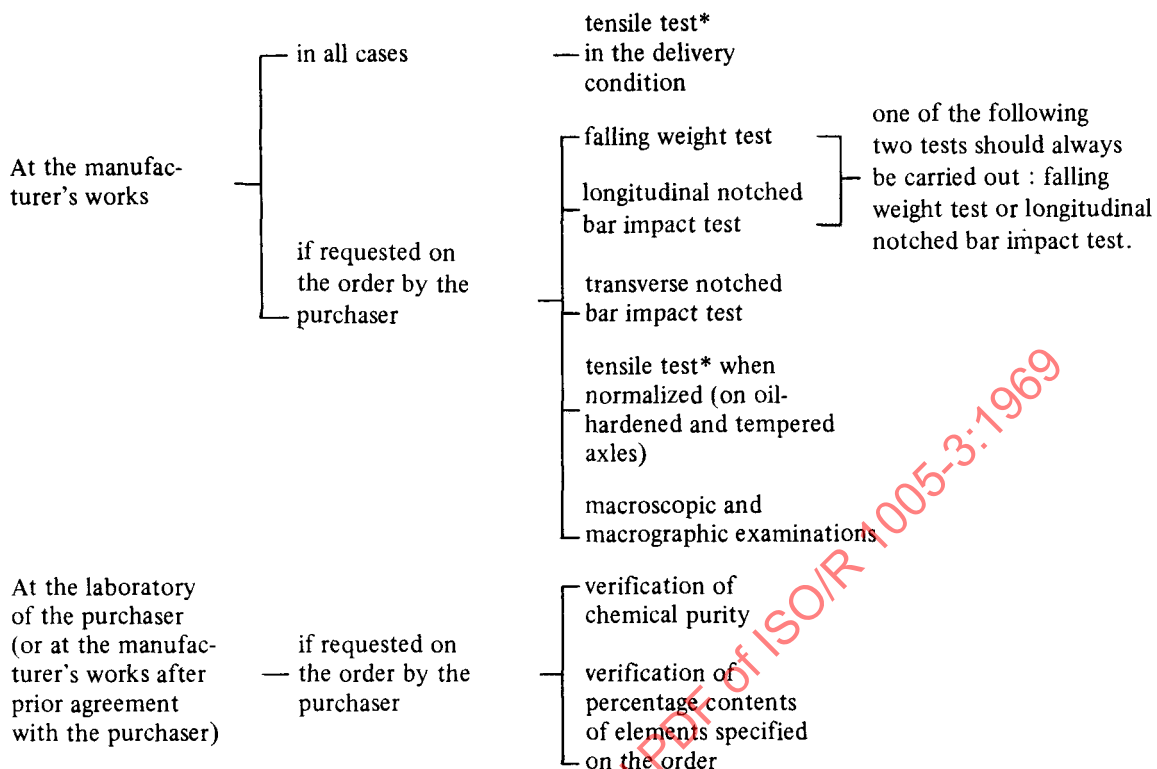 At the manufac-
turer's works
in all cases
tensile test*
in the delivery
condition
if requested on
the order by the
purchaser
falling weight test
longitudinal notched
bar impact test
one of the following
two tests should always
be carried out : falling
weight test or longitudinal
notched bar impact test.
transverse notched
bar impact test
tensile test* when
normalized (on oil-
hardened and tempered
axles)
macroscopic and
macrographic examinations
At the laboratory
of the purchaser
(or at the manufac-
turer's works after
prior agreement
with the purchaser)
if requested on
the order by the
purchaser
verification of
chemical purity
verification of
percentage contents
of elements specified
on the order
PDF of ISO/R 1005-3:1969